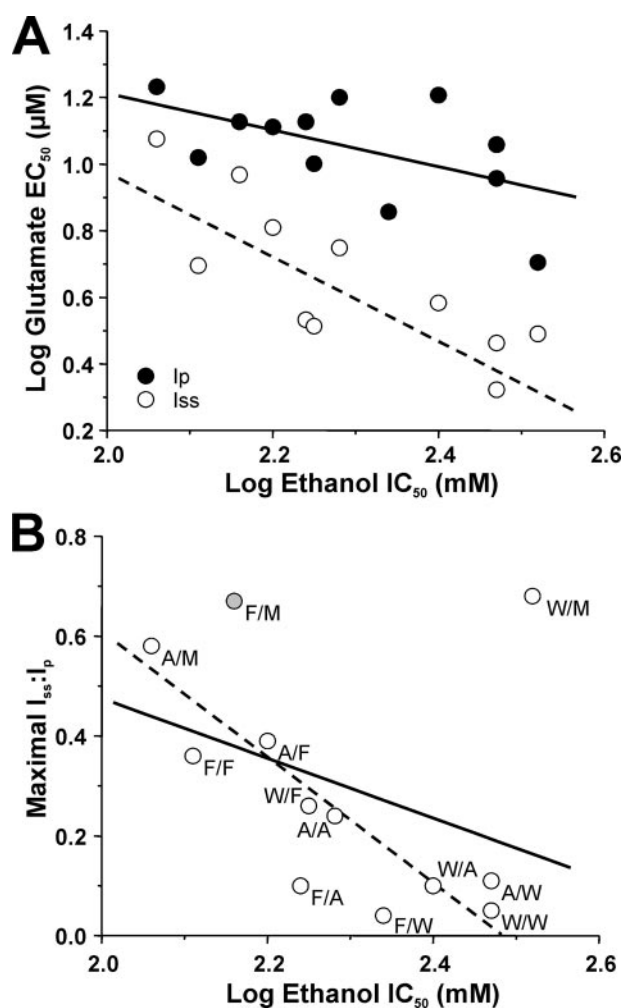 A
Log Glutamate EC50 (µM)
1.4
1.2
1.0
0.8
0.6
0.4
0.2
Ip
Iss
2.0 2.2 2.4 2.6
Log Ethanol IC50 (mM)
B
Maximal Iss:Ip
0.8
0.6
0.4
0.2
0.0
F/M
W/M
A/M
A/F
F/F
W/F
A/A
W/A
A/W
F/A
F/W
W/W
2.0 2.2 2.4 2.6
Log Ethanol IC50 (mM)